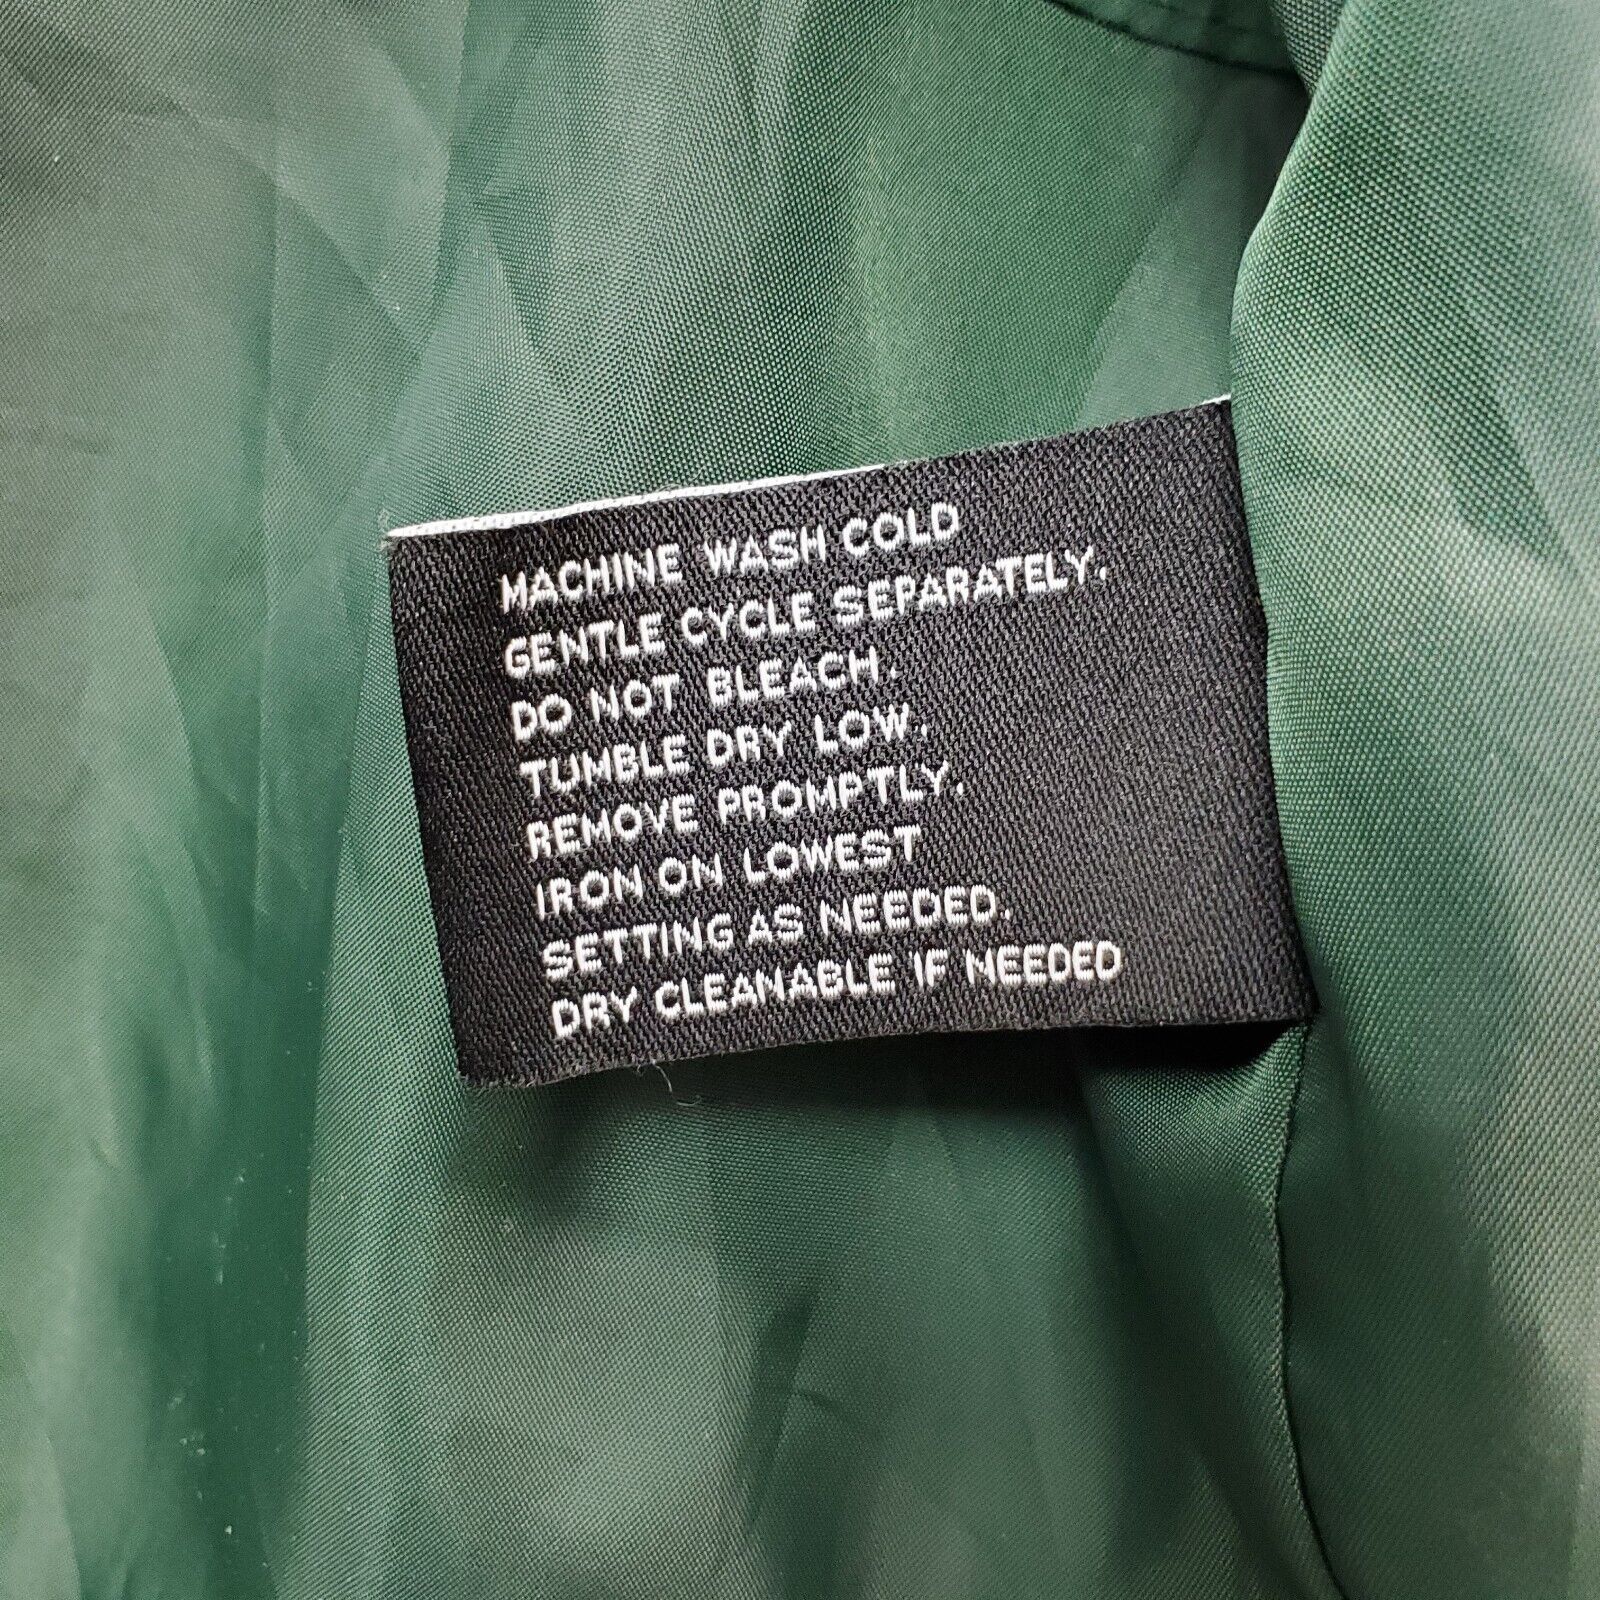 MACHINE WASH COLD
GENTLE CYCLE SEPARATELY.
DO NOT BLEACH.
TUMBLE DRY LOW.
REMOVE PROMPTLY.
IRON ON LOWEST
SETTING AS NEEDED.
DRY CLEANABLE IF NEEDED